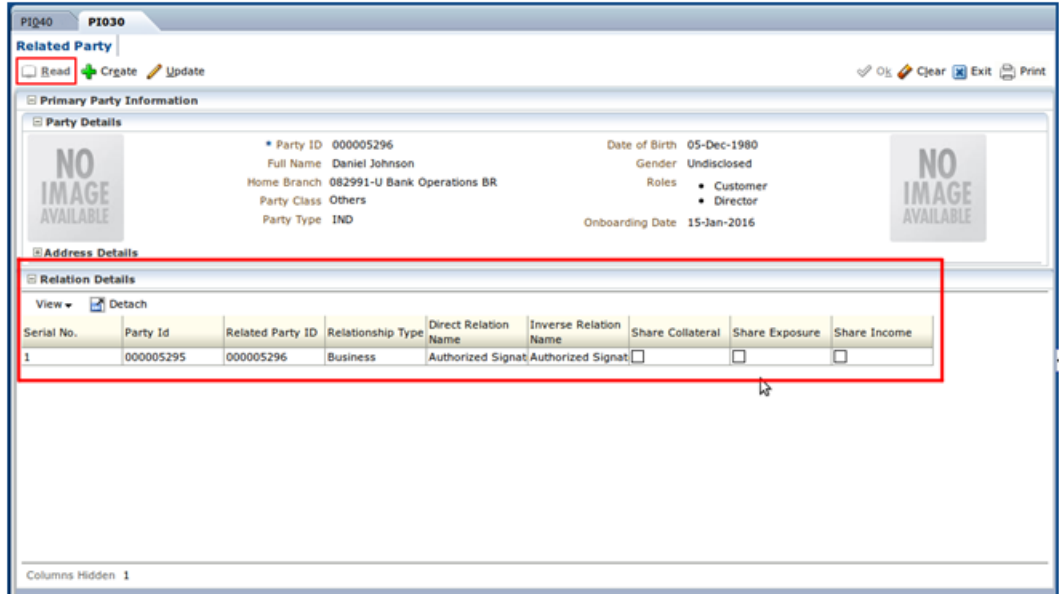 PI040 PI030
Related Party
Read Create Update Ok Clear Exit Print
Primary Party Information
Party Details
NO IMAGE AVAILABLE
* Party ID 000005296 Date of Birth 05-Dec-1980
Full Name Daniel Johnson Gender Undisclosed
Home Branch 082991-U Bank Operations BR Roles • Customer
Party Class Others • Director
Party Type IND Onboarding Date 15-Jan-2016
NO IMAGE AVAILABLE
Address Details
Relation Details
View Detach
Serial No. Party Id Related Party ID Relationship Type Direct Relation Name Inverse Relation Name Share Collateral Share Exposure Share Income
1 000005295 000005296 Business Authorized Signat Authorized Signat
Columns Hidden 1